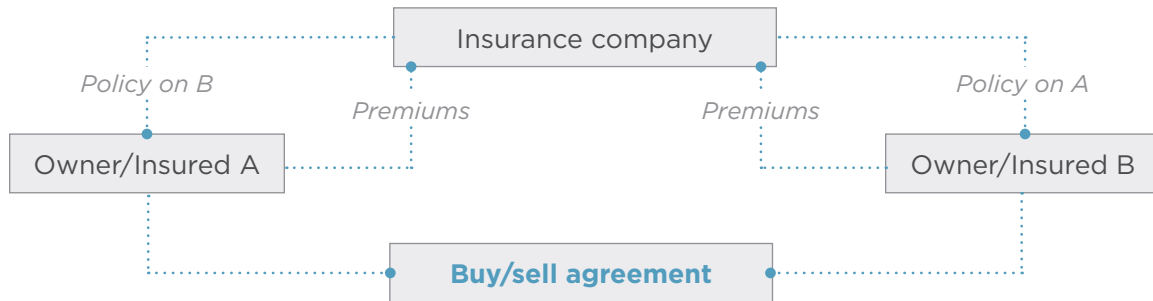 Insurance company
Policy on B
Policy on A
Premiums
Premiums
Owner/Insured A
Owner/Insured B
Buy/sell agreement